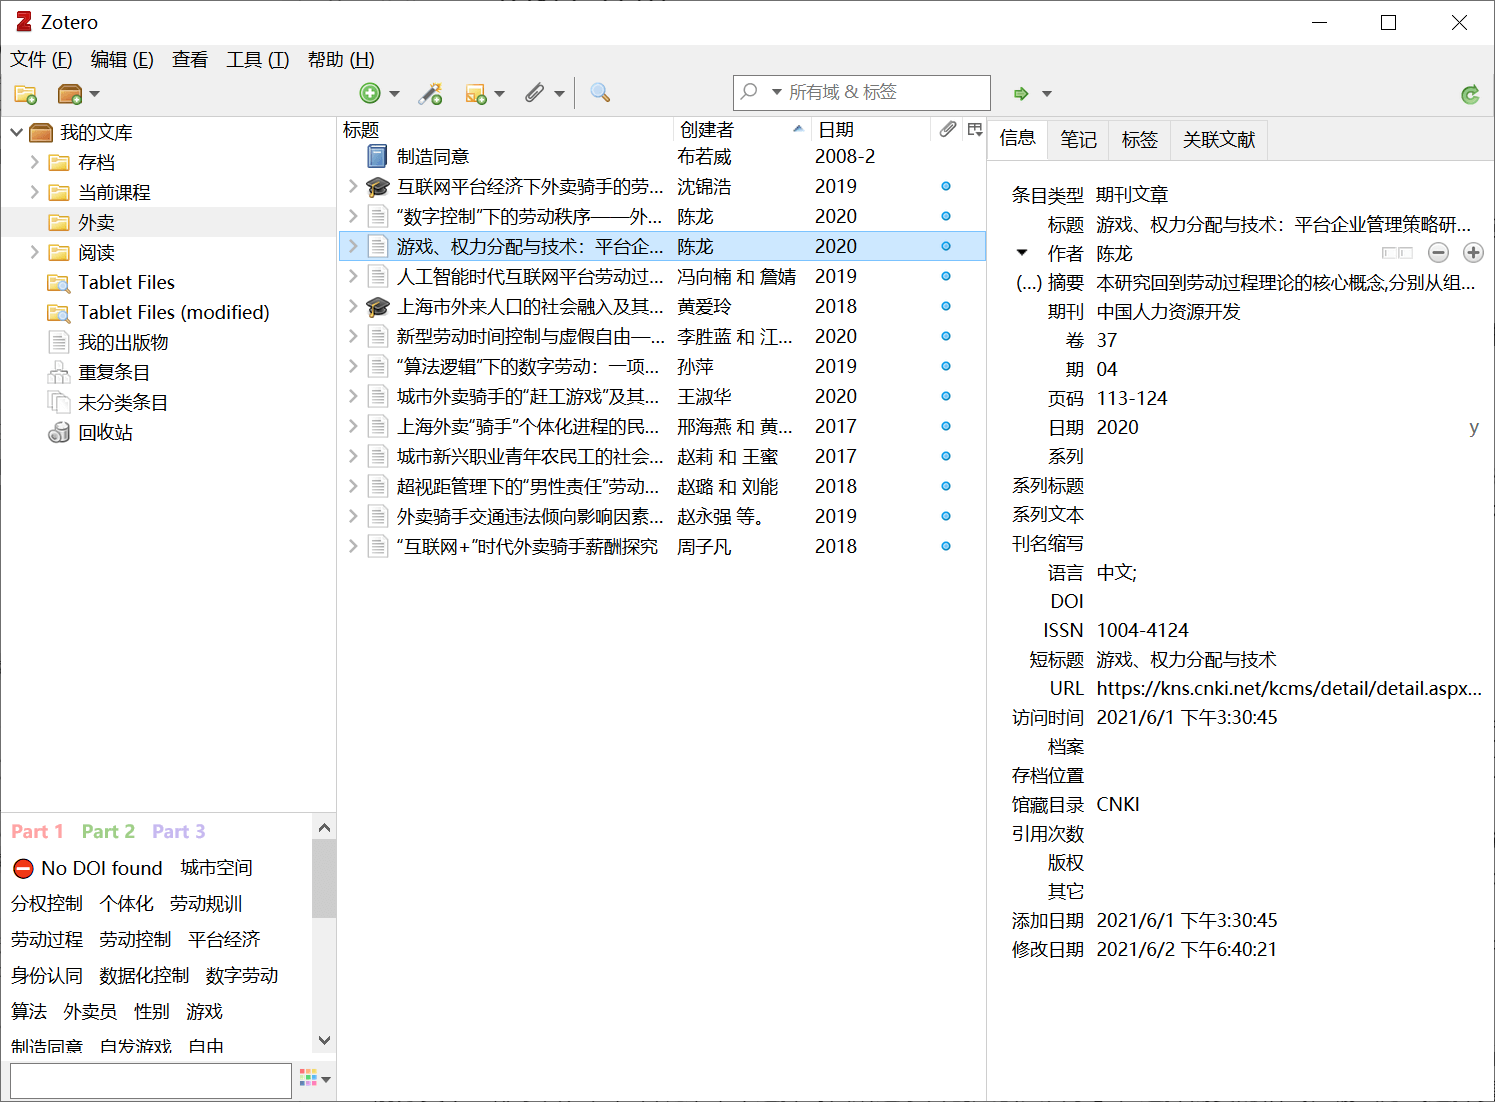 Zotero
文件 (F) 编辑 (E) 查看 工具 (T) 帮助 (H)
所有域 & 标签
我的文库
存档
当前课程
外卖
阅读
Tablet Files
Tablet Files (modified)
我的出版物
重复条目
未分类条目
回收站
Part 1 Part 2 Part 3
No DOI found 城市空间
分权控制 个体化 劳动规训
劳动过程 劳动控制 平台经济
身份认同 数据化控制 数字劳动
算法 外卖员 性别 游戏
制造同意 自发游戏 自由
标题 创建者 日期
制造同意 布若威 2008-2
互联网平台经济下外卖骑手的劳... 沈锦浩 2019
“数字控制”下的劳动秩序——外... 陈龙 2020
游戏、权力分配与技术：平台企... 陈龙 2020
人工智能时代互联网平台劳动过... 冯向楠 和 詹婧 2019
上海市外来人口的社会融入及其... 黄爱玲 2018
新型劳动时间控制与虚假自由—... 李胜蓝 和 江... 2020
“算法逻辑”下的数字劳动：一项... 孙萍 2019
城市外卖骑手的“赶工游戏”及其... 王淑华 2020
上海外卖“骑手”个体化进程的民... 邢海燕 和 黄... 2017
城市新兴职业青年农民工的社会... 赵莉 和 王蜜 2017
超视距管理下的“男性责任”劳动... 赵璐 和 刘能 2018
外卖骑手交通违法倾向影响因素... 赵永强 等。 2019
“互联网+”时代外卖骑手薪酬探究 周子凡 2018
信息 笔记 标签 关联文献
条目类型 期刊文章
标题 游戏、权力分配与技术：平台企业管理策略研...
作者 陈龙
(...) 摘要 本研究回到劳动过程理论的核心概念,分别从组...
期刊 中国人力资源开发
卷 37
期 04
页码 113-124
日期 2020 y
系列
系列标题
系列文本
刊名缩写
语言 中文;
DOI
ISSN 1004-4124
短标题 游戏、权力分配与技术
URL https://kns.cnki.net/kcms/detail/detail.aspx...
访问时间 2021/6/1 下午3:30:45
档案
存档位置
馆藏目录 CNKI
引用次数
版权
其它
添加日期 2021/6/1 下午3:30:45
修改日期 2021/6/2 下午6:40:21